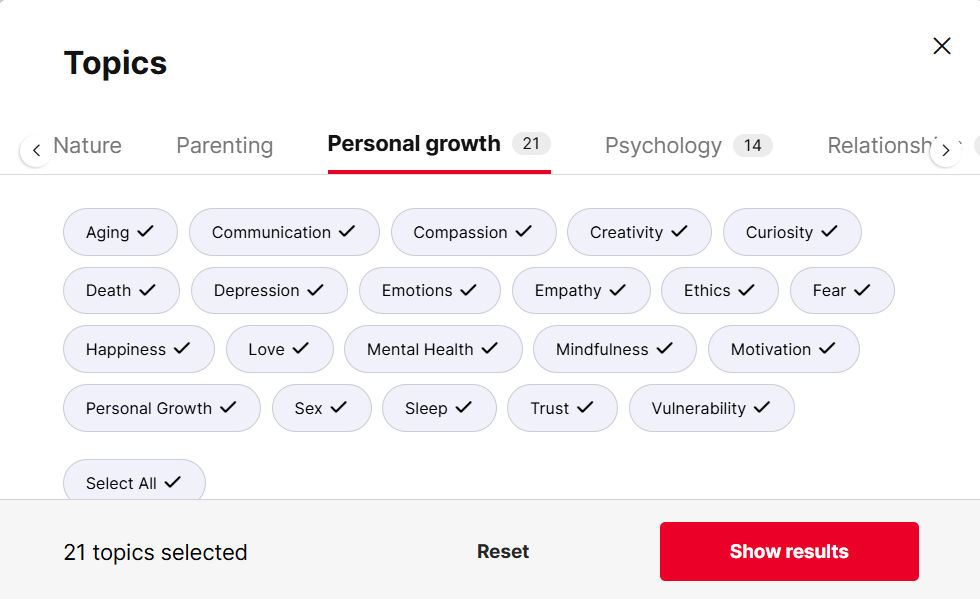 Topics
Nature Parenting Personal growth 21 Psychology 14
Aging Communication Compassion Creativity Curiosity
Death Depression Emotions Empathy Ethics Fear
Happiness Love Mental Health Mindfulness Motivation
Personal Growth Sex Sleep Trust Vulnerability
Select All
21 topics selected Reset Show results